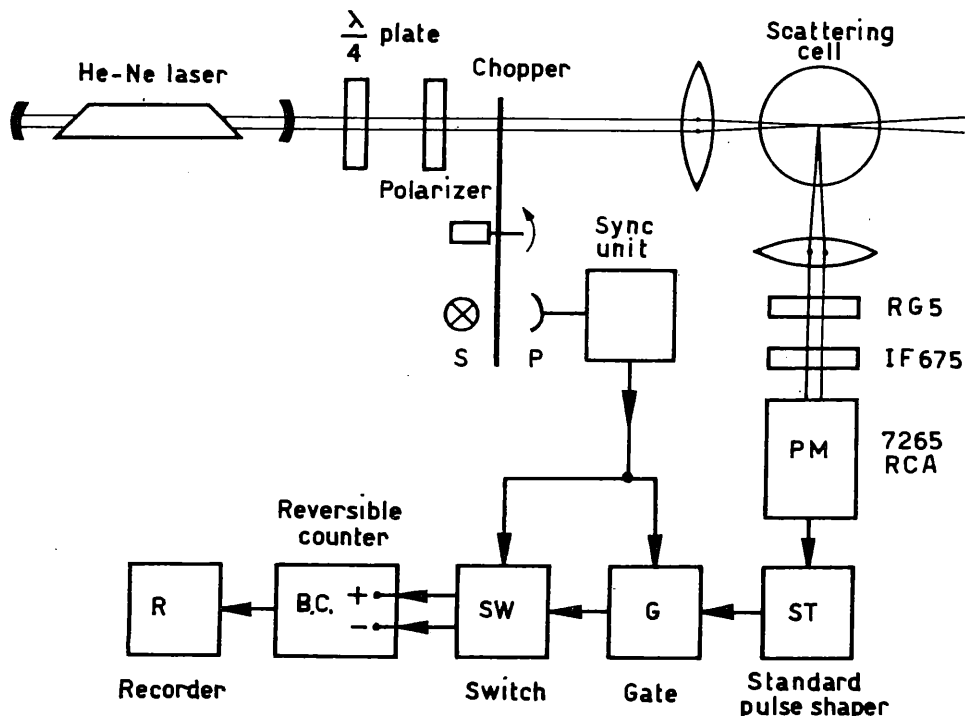 He-Ne laser
λ/4 plate
Polarizer
Chopper
Scattering
cell
Sync
unit
S
P
RG5
IF675
PM
7265
RCA
Reversible
counter
R
B.C.
+
−
SW
G
ST
Recorder
Switch
Gate
Standard
pulse shaper